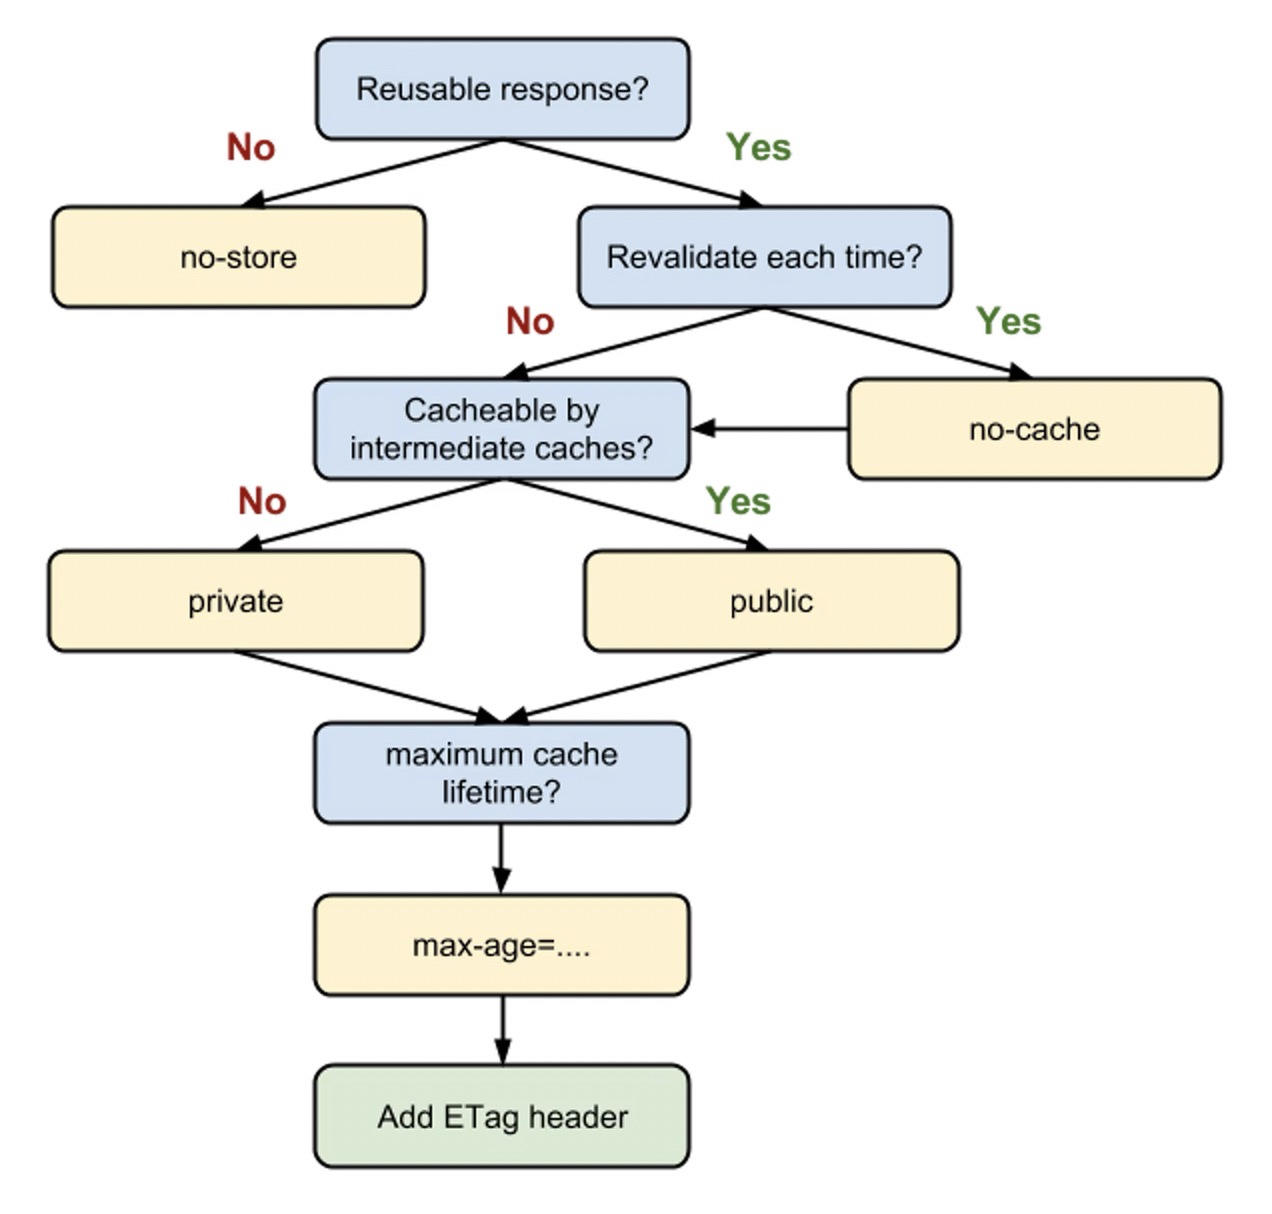 Reusable response?
No
Yes
no-store
Revalidate each time?
No
Yes
Cacheable by
intermediate caches?
no-cache
No
Yes
private
public
maximum cache
lifetime?
max-age=....
Add ETag header